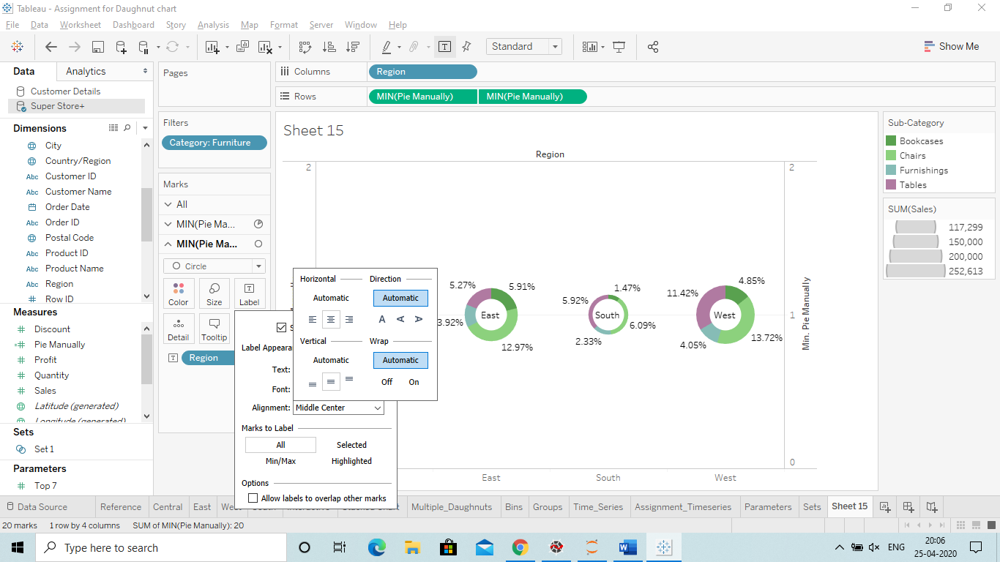 Tableau - Assignment for Daughnut chart
File Data Worksheet Dashboard Story Analysis Map Format Server Window Help
Standard
Show Me
Data Analytics
Customer Details
Super Store+
Dimensions
City
Country/Region
Abc Customer ID
Abc Customer Name
Order Date
Abc Order ID
Postal Code
Abc Product ID
Abc Product Name
Abc Region
Row ID
Measures
Discount
Pie Manually
Profit
Quantity
Sales
Latitude (generated)
Longitude (generated)
Sets
Set 1
Parameters
Top 7
Pages
Filters
Category: Furniture
Marks
All
MIN(Pie Ma...
MIN(Pie Ma...
Circle
Color Size Label
Detail Tooltip
Region
Columns Region
Rows MIN(Pie Manually) MIN(Pie Manually)
Sheet 15
Region
2 2
1
0
Min. Pie Manually
5.27% 5.91%
East
3.92%
12.97%
1.47%
5.92%
South
6.09%
2.33%
4.85%
11.42%
West
4.05% 13.72%
East South West
Horizontal Direction
Automatic Automatic
A A A
Vertical Wrap
Automatic Automatic
Off On
S
Label Appeara
Text:
Font:
Alignment: Middle Center
Marks to Label
All Selected
Min/Max Highlighted
Options
Allow labels to overlap other marks
Sub-Category
Bookcases
Chairs
Furnishings
Tables
SUM(Sales)
117,299
150,000
200,000
252,613
Data Source Reference Central East Multiple_Daughnuts Bins Groups Time_Series Assignment_Timeseries Parameters Sets Sheet 15
20 marks 1 row by 4 columns SUM of MIN(Pie Manually): 20
Type here to search
ENG
20:06
25-04-2020